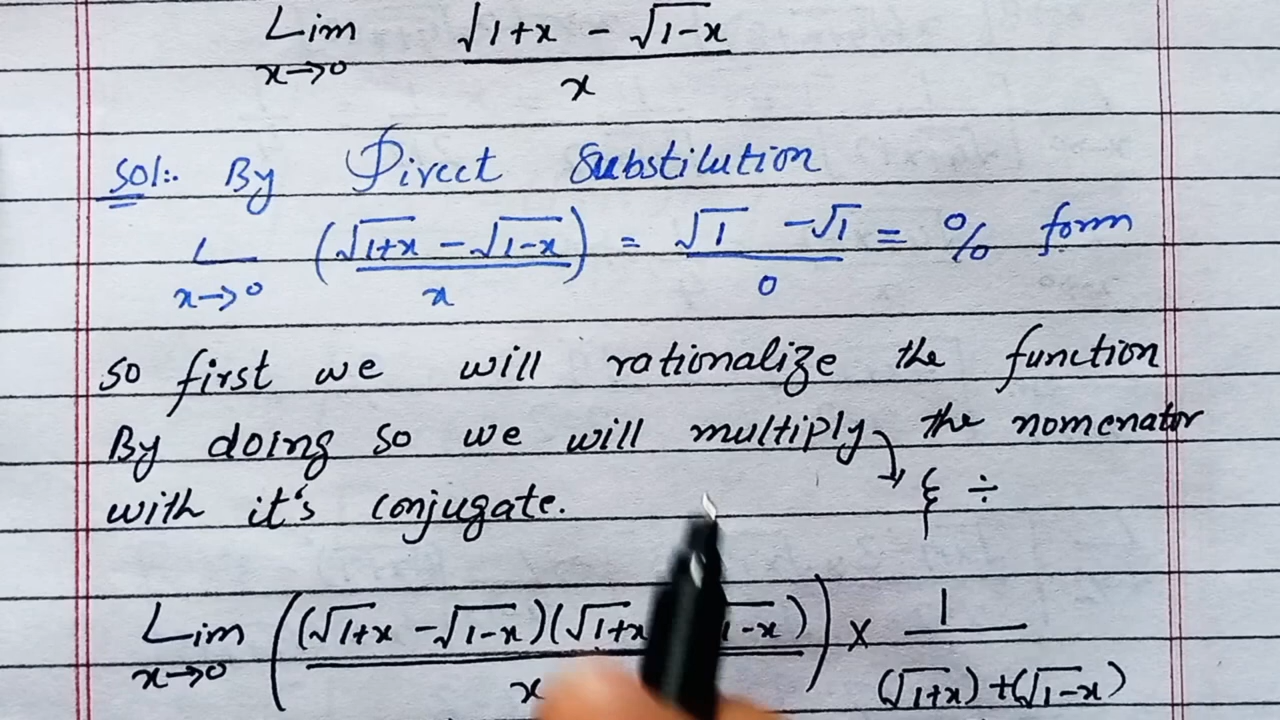 Lim x→0 √1+x - √1-x / x
Sol:. By Direct Substilution
L x→0 (√1+x - √1-x / x) = √1 - √1 / 0 = 0/0 form
so first we will rationalize the function
By doing so we will multiply the nomenator
with it's conjugate. & ÷
Lim x→0 ((√1+x - √1-x)(√1+x √1-x) / x) × 1 / (√1+x)+(√1-x)